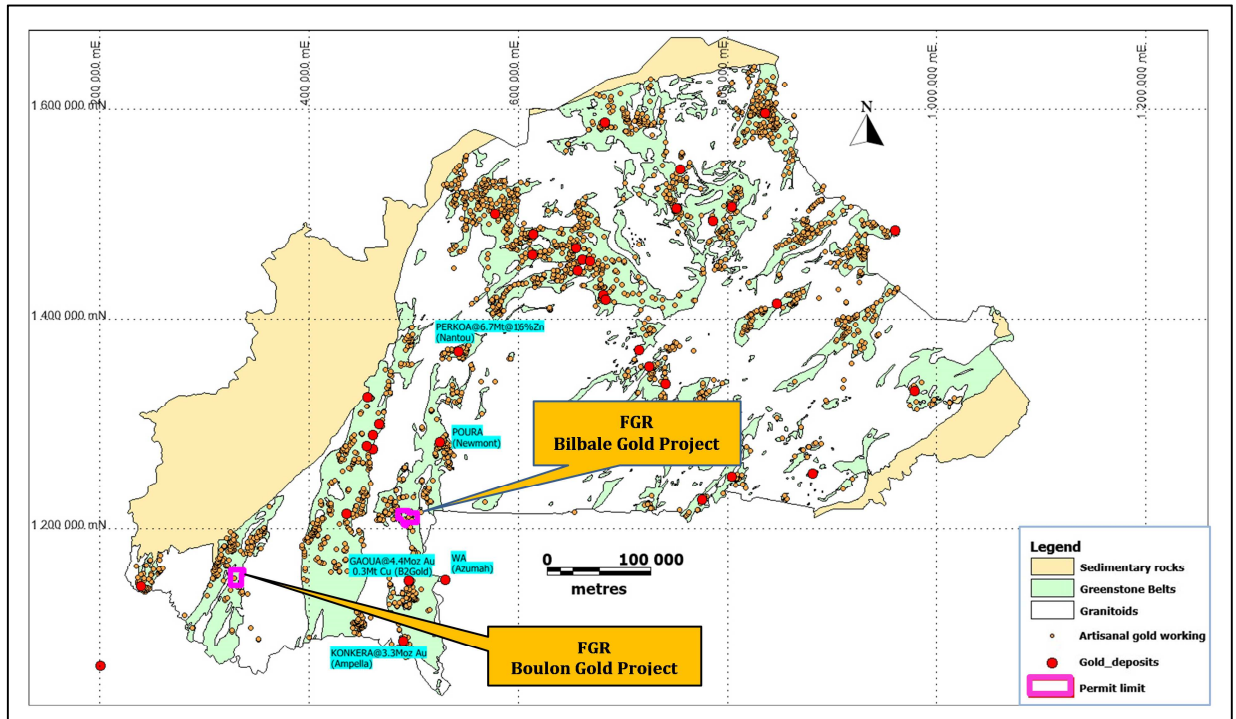 200 000 mE
400 000 mE
600 000 mE
800 000 mE
1 000 000 mE
1 200 000 mE
1 600 000 mN
N
1 400 000 mN
PERKOA@6.7Mt@16%Zn
(Nantou)
FGR
Bilbale Gold Project
POURA
(Newmont)
1 200 000 mN
GAOUA@4.4Moz Au
0.3Mt Cu (B2Gold)
WA
(Azumah)
0 100 000
metres
FGR
Boulon Gold Project
KONKERA@3.3Moz Au
(Ampella)
Legend
Sedimentary rocks
Greenstone Belts
Granitoids
Artisanal gold working
Gold_deposits
Permit limit